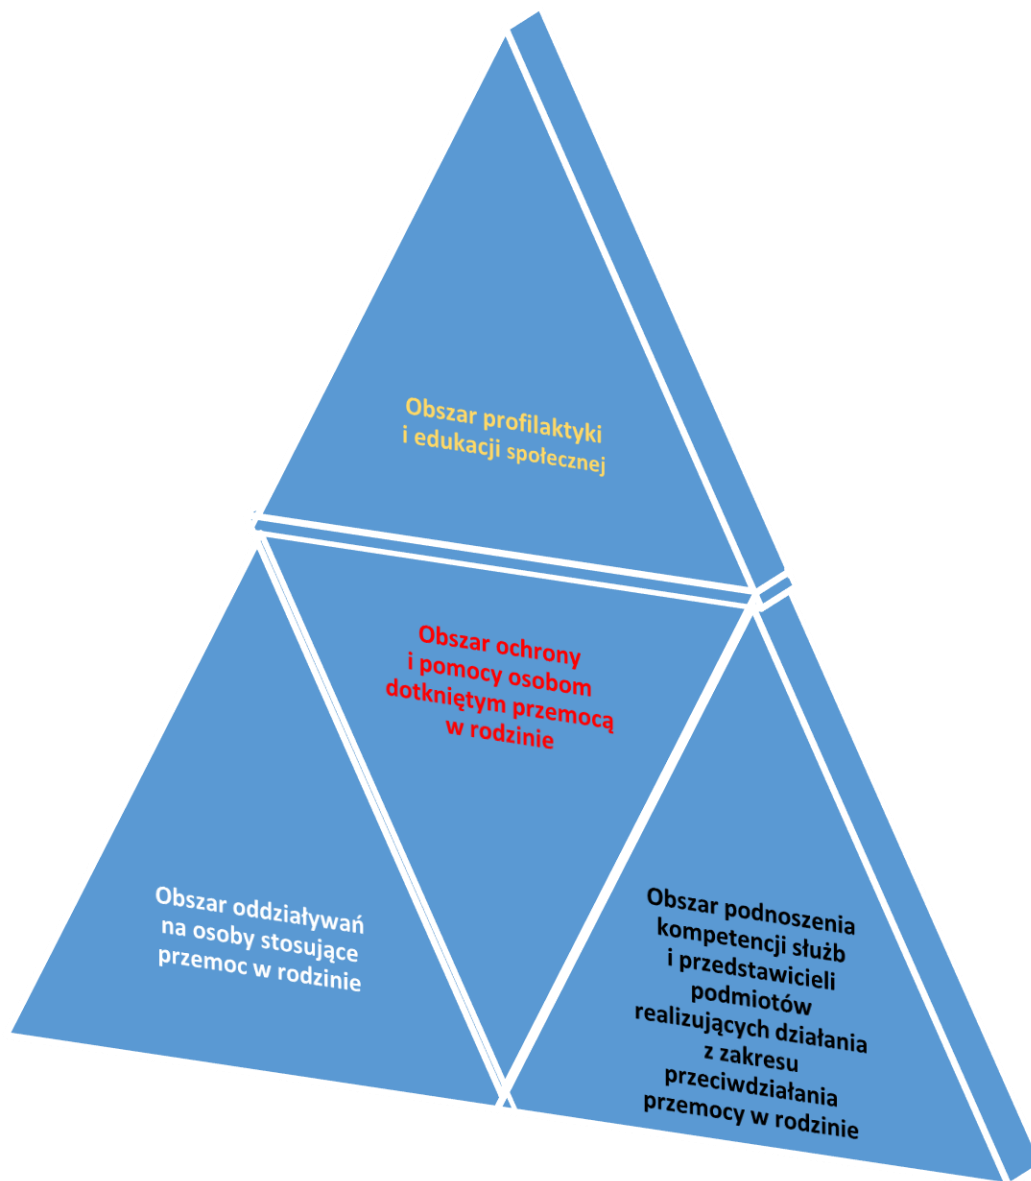 Obszar profilaktyki
i edukacji społecznej
Obszar ochrony
i pomocy osobom
dotkniętym przemocą
w rodzinie
Obszar oddziaływań
na osoby stosujące
przemoc w rodzinie
Obszar podnoszenia
kompetencji służb
i przedstawicieli
podmiotów
realizujących działania
z zakresu
przeciwdziałania
przemocy w rodzinie